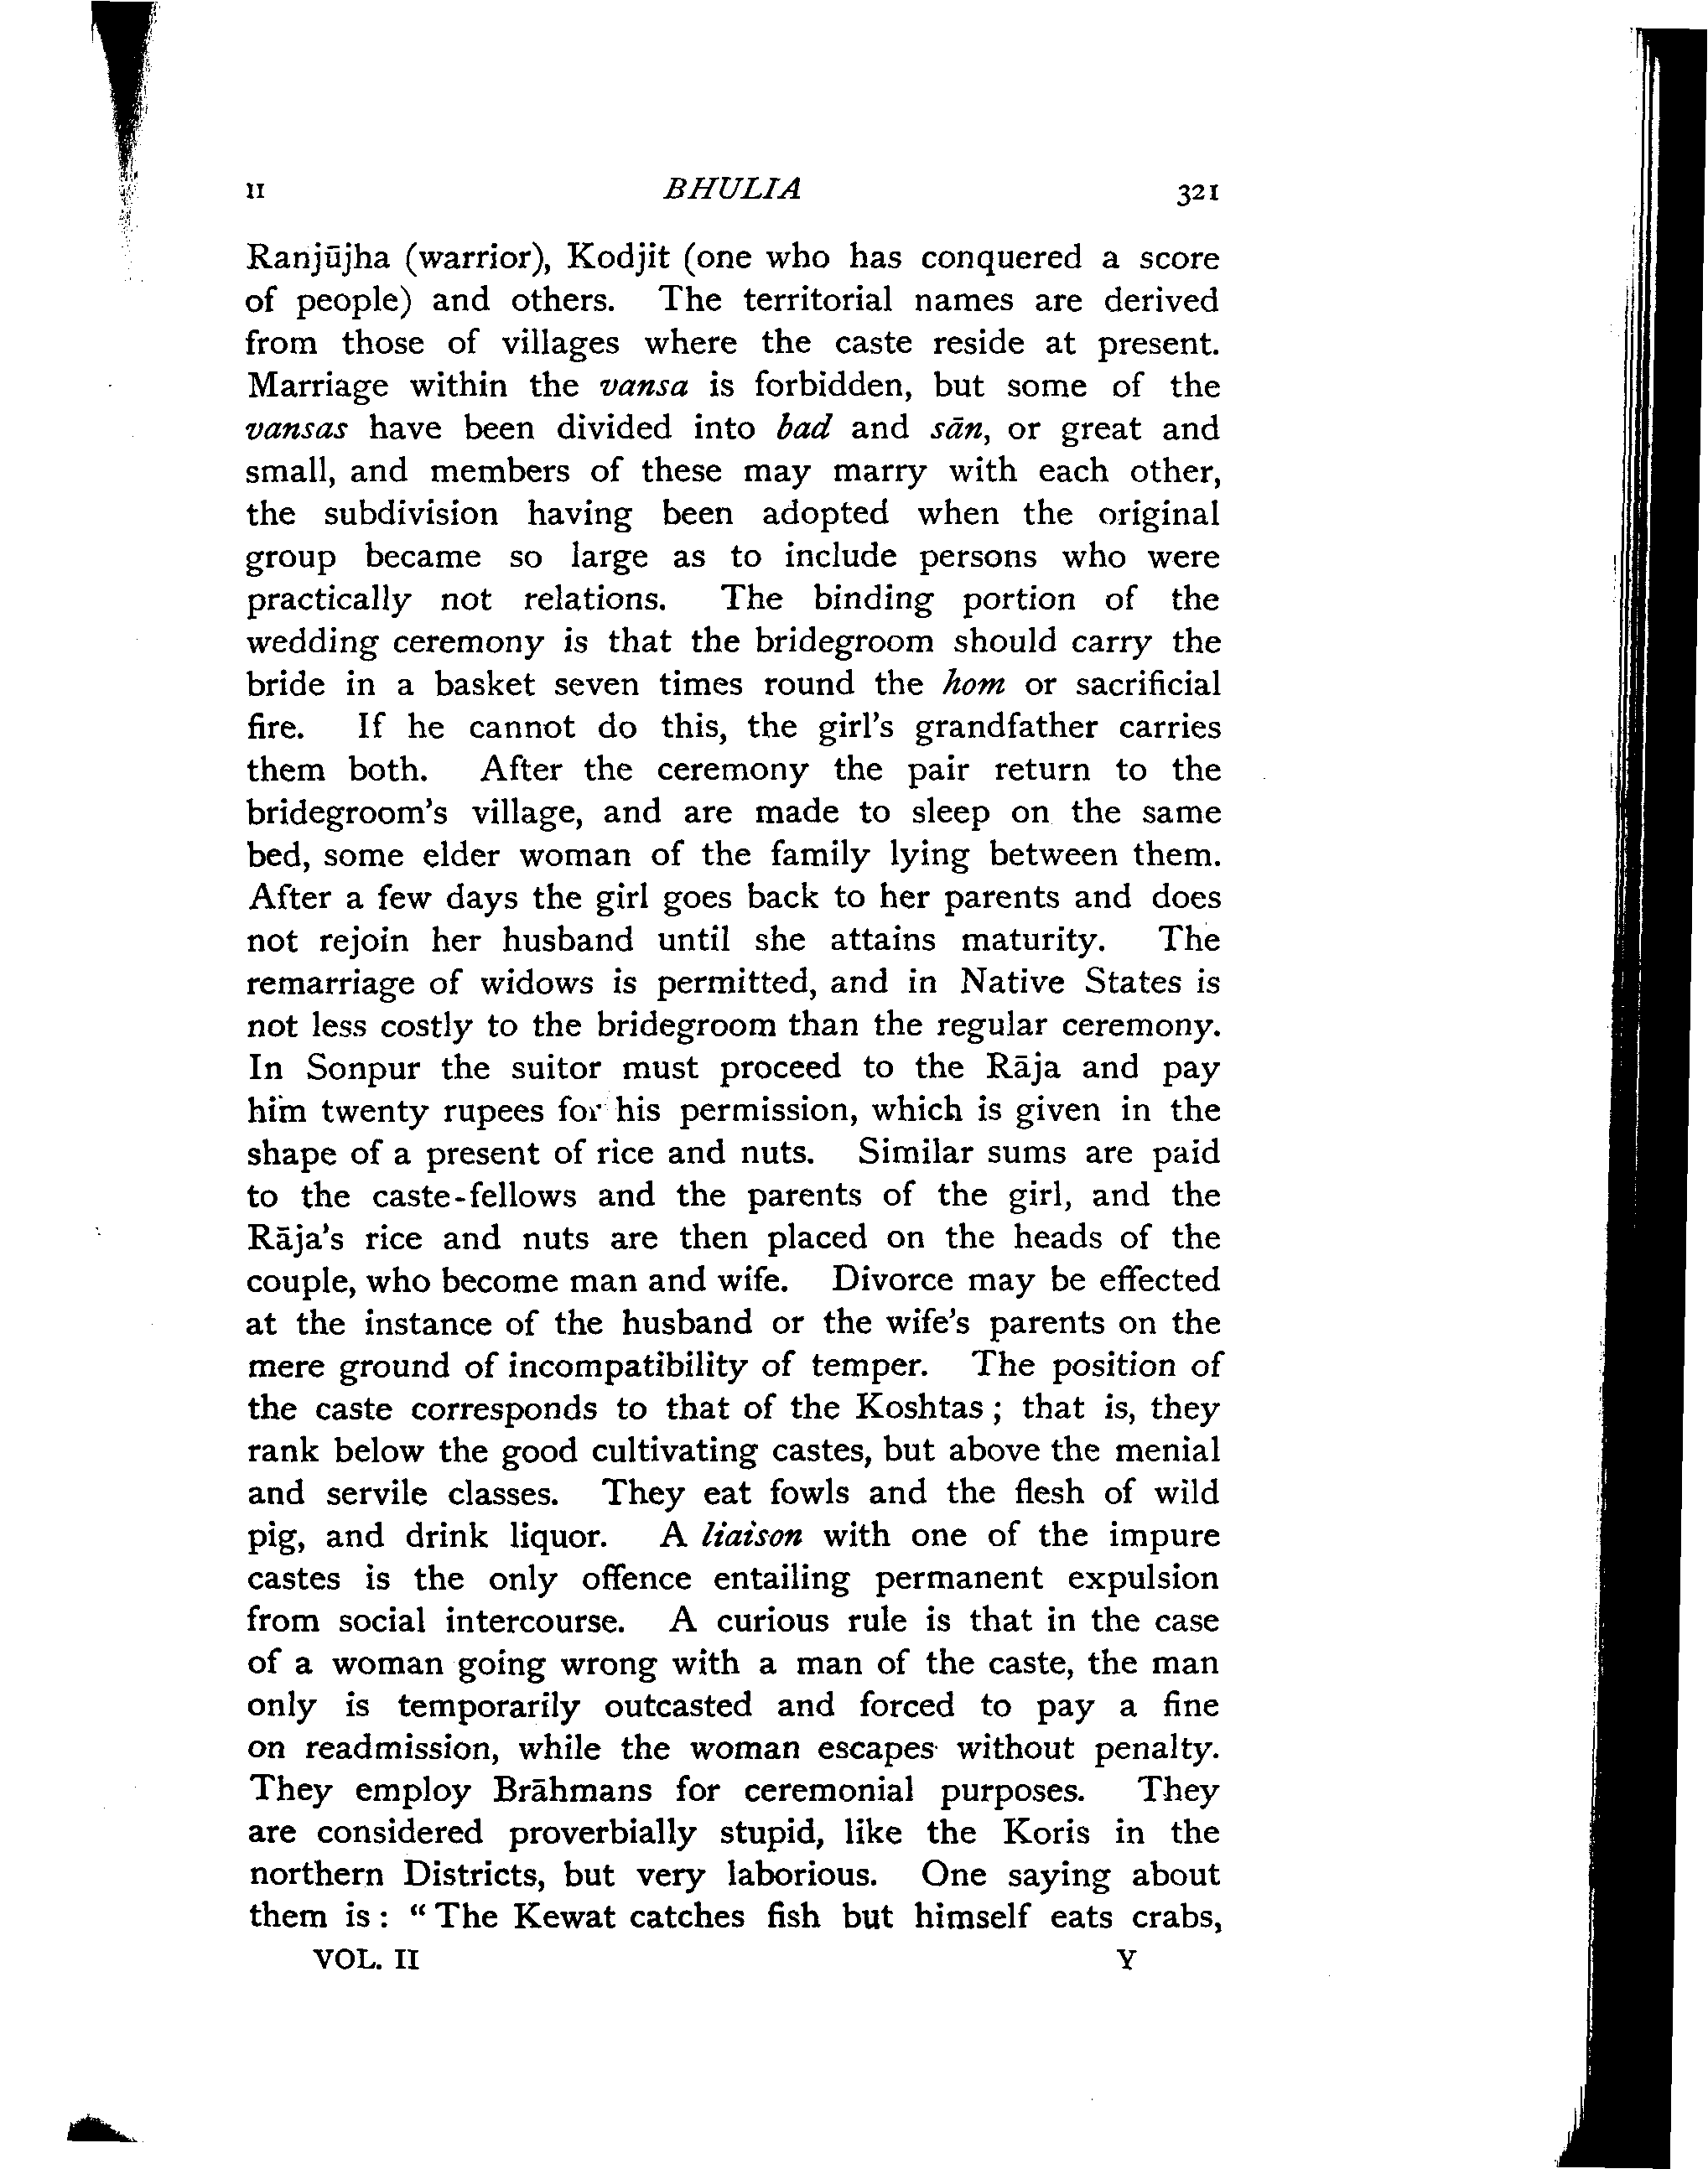 II BHULIA 321
Ranjūjha (warrior), Kodjit (one who has conquered a score
of people) and others. The territorial names are derived
from those of villages where the caste reside at present.
Marriage within the vansa is forbidden, but some of the
vansas have been divided into bad and sān, or great and
small, and members of these may marry with each other,
the subdivision having been adopted when the original
group became so large as to include persons who were
practically not relations. The binding portion of the
wedding ceremony is that the bridegroom should carry the
bride in a basket seven times round the hom or sacrificial
fire. If he cannot do this, the girl's grandfather carries
them both. After the ceremony the pair return to the
bridegroom's village, and are made to sleep on the same
bed, some elder woman of the family lying between them.
After a few days the girl goes back to her parents and does
not rejoin her husband until she attains maturity. The
remarriage of widows is permitted, and in Native States is
not less costly to the bridegroom than the regular ceremony.
In Sonpur the suitor must proceed to the Rāja and pay
him twenty rupees for his permission, which is given in the
shape of a present of rice and nuts. Similar sums are paid
to the caste-fellows and the parents of the girl, and the
Rāja's rice and nuts are then placed on the heads of the
couple, who become man and wife. Divorce may be effected
at the instance of the husband or the wife's parents on the
mere ground of incompatibility of temper. The position of
the caste corresponds to that of the Koshtas; that is, they
rank below the good cultivating castes, but above the menial
and servile classes. They eat fowls and the flesh of wild
pig, and drink liquor. A liaison with one of the impure
castes is the only offence entailing permanent expulsion
from social intercourse. A curious rule is that in the case
of a woman going wrong with a man of the caste, the man
only is temporarily outcasted and forced to pay a fine
on readmission, while the woman escapes without penalty.
They employ Brāhmans for ceremonial purposes. They
are considered proverbially stupid, like the Koris in the
northern Districts, but very laborious. One saying about
them is: “The Kewat catches fish but himself eats crabs,
VOL. II Y